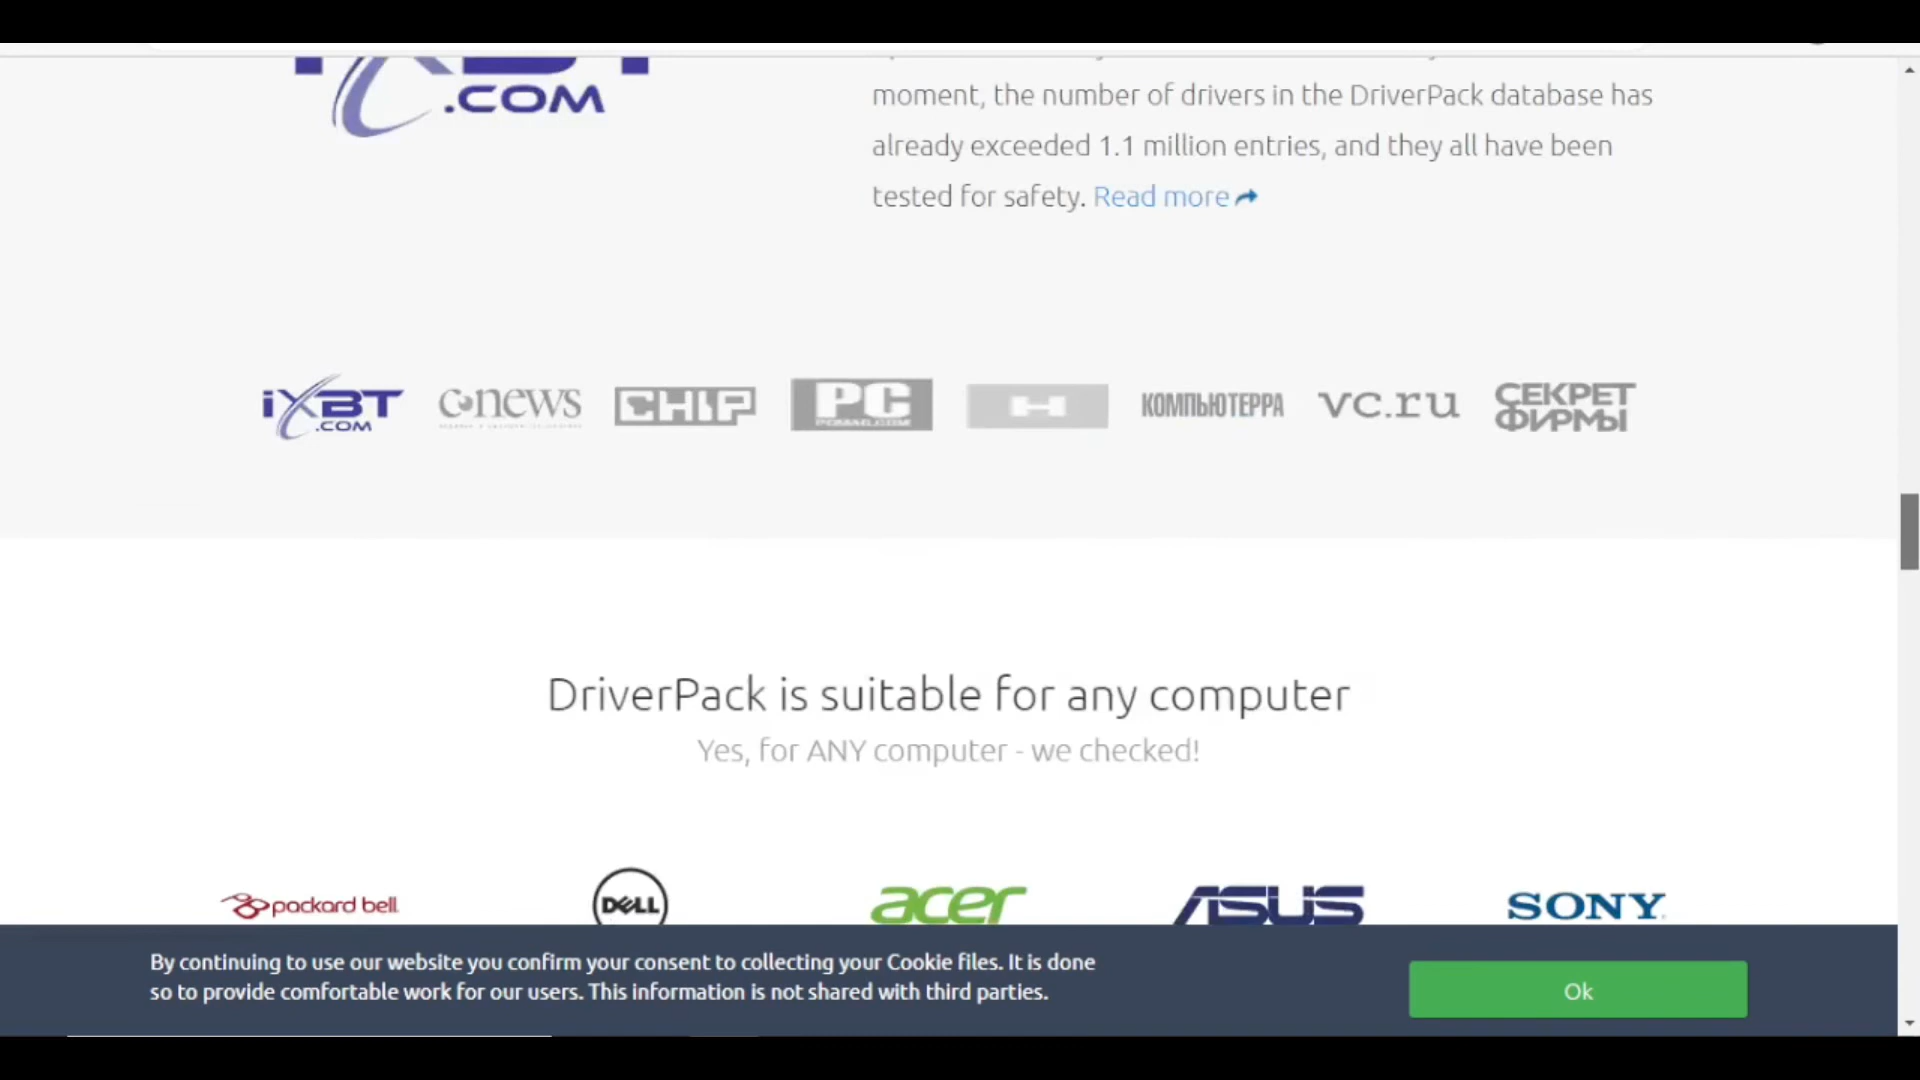 .COM
moment, the number of drivers in the DriverPack database has
already exceeded 1.1 million entries, and they all have been
tested for safety. Read more
iXBT .COM
cnews
CHIP
PC PCMAG.COM
H
КОМПЬЮТЕРРА
vc.ru
СЕКРЕТ ФИРМЫ
DriverPack is suitable for any computer
Yes, for ANY computer - we checked!
packard bell
DELL
acer
ASUS
SONY
By continuing to use our website you confirm your consent to collecting your Cookie files. It is done
so to provide comfortable work for our users. This information is not shared with third parties.
Ok